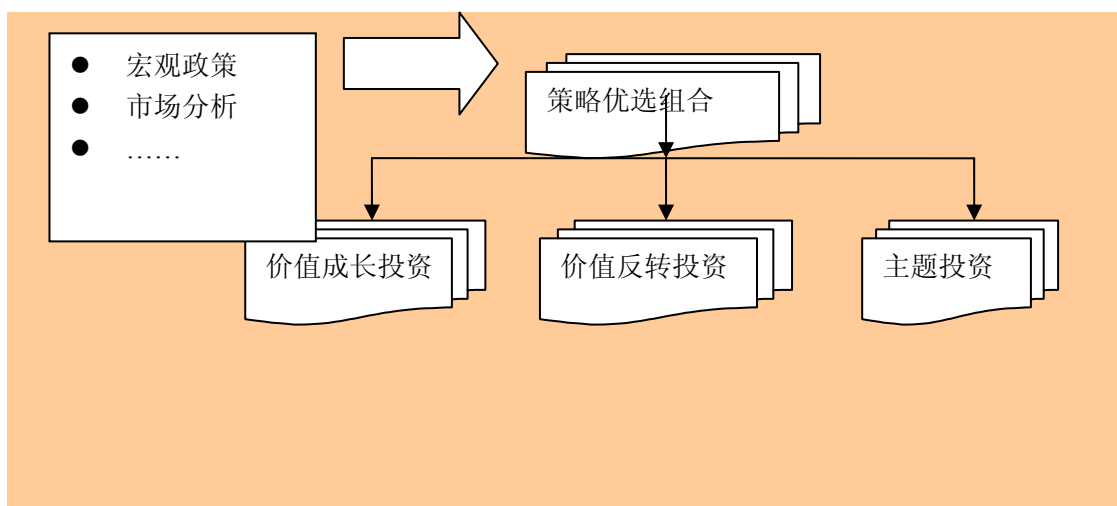 ● 宏观政策
● 市场分析
● ……
策略优选组合
价值成长投资
价值反转投资
主题投资